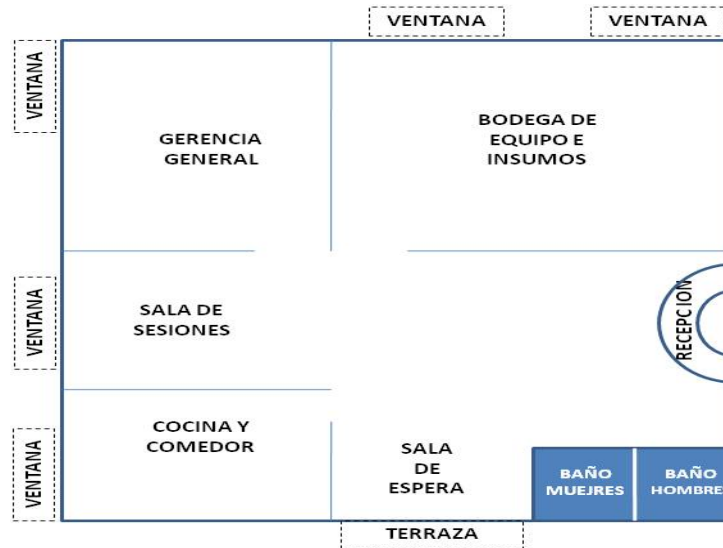 VENTANA
VENTANA
VENTANA
GERENCIA
GENERAL
BODEGA DE
EQUIPO E
INSUMOS
VENTANA
SALA DE
SESIONES
RECEPCION
VENTANA
COCINA Y
COMEDOR
SALA
DE
ESPERA
BAÑO
MUEJRES
BAÑO
HOMBRE
TERRAZA